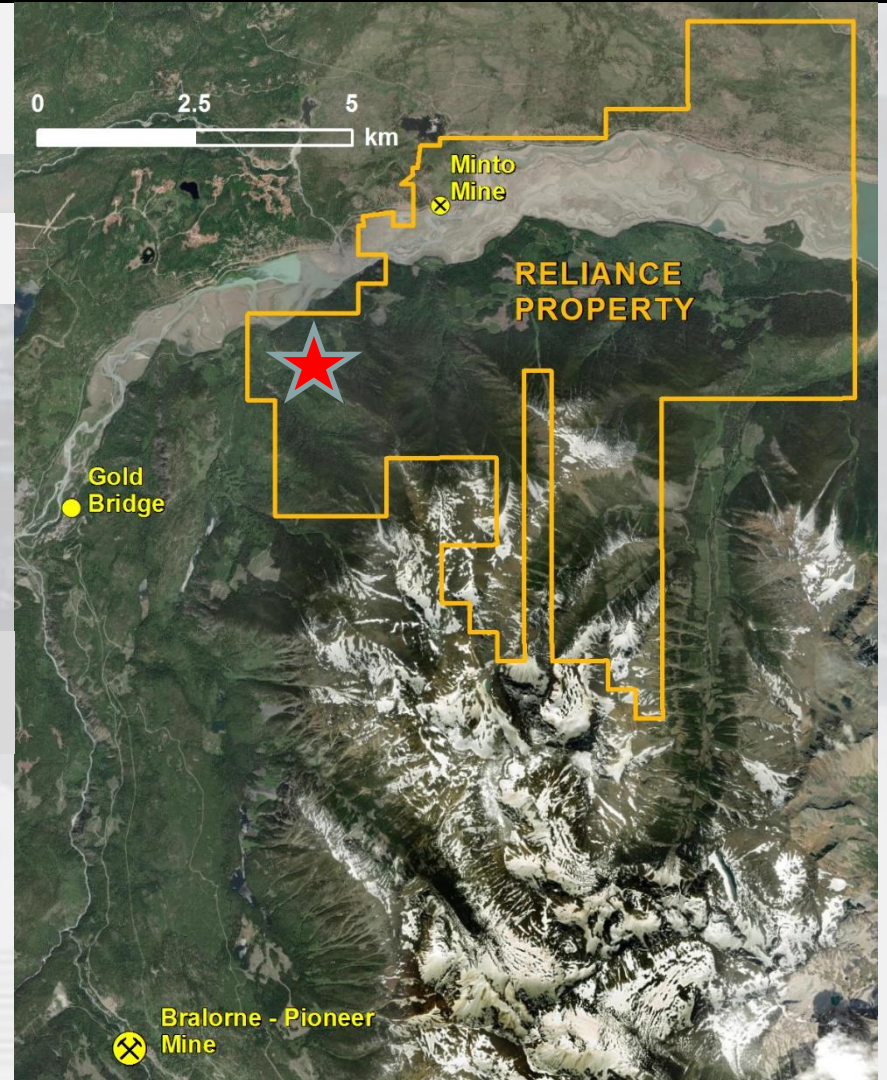 0 2.5 5
km
Minto
Mine
RELIANCE
PROPERTY
Gold
Bridge
Bralorne - Pioneer
Mine